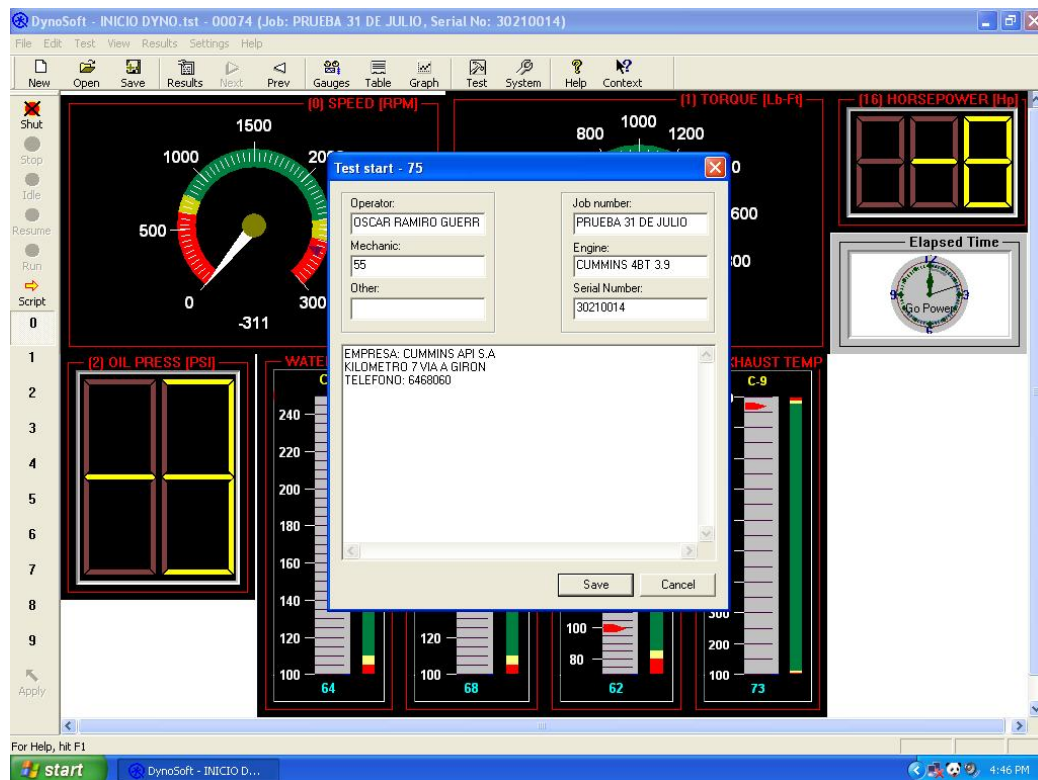 DynoSoft - INICIO DYNO.tst - 00074 (Job: PRUEBA 31 DE JULIO, Serial No: 30210014)
File Edit Test View Results Settings Help
New Open Save Results Next Prev Gauges Table Graph Test System Help Context
Shut
Stop
Idle
Resume
Run
Script
0
1
2
3
4
5
6
7
8
9
Apply
(0) SPEED [RPM]
1500
1000
500
0
300
-311
(1) TORQUE [Lb-Ft]
800 1000 1200
(16) HORSEPOWER [Hp]
Elapsed Time
12
3
6
9
Go Power
Test start - 75
Operator:
OSCAR RAMIRO GUERR
Mechanic:
55
Other:
Job number:
PRUEBA 31 DE JULIO
Engine:
CUMMINS 4BT 3.9
Serial Number:
30210014
EMPRESA: CUMMINS API S.A
KILOMETRO 7 VIA A GIRON
TELEFONO: 6468060
Save Cancel
(2) OIL PRESS [PSI]
-3
240
220
200
180
160
140
120
100
64
120
100
68
100
80
62
EXHAUST TEMP
C-9
300
200
100
73
For Help, hit F1
start
DynoSoft - INICIO D...
4:46 PM